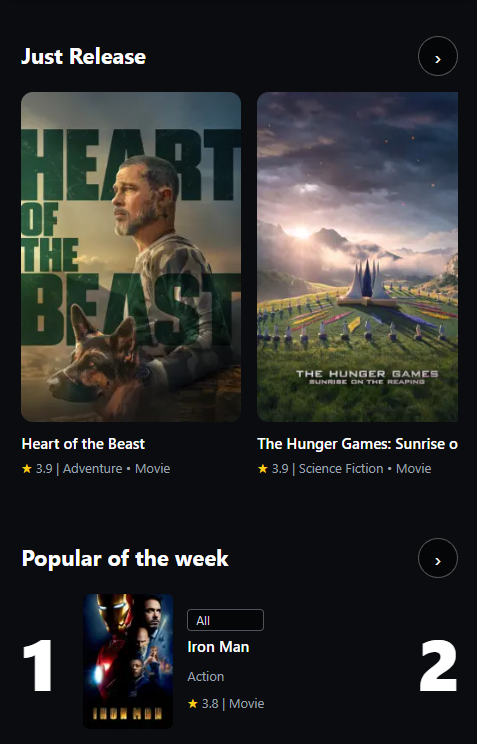 Just Release
›
HEART
OF
THE
BEAST
THE HUNGER GAMES
SUNRISE ON THE REAPING
Heart of the Beast
The Hunger Games: Sunrise o
★ 3.9 | Adventure • Movie
★ 3.9 | Science Fiction • Movie
Popular of the week
›
1
IRON MAN
All
Iron Man
Action
★ 3.8 | Movie
2